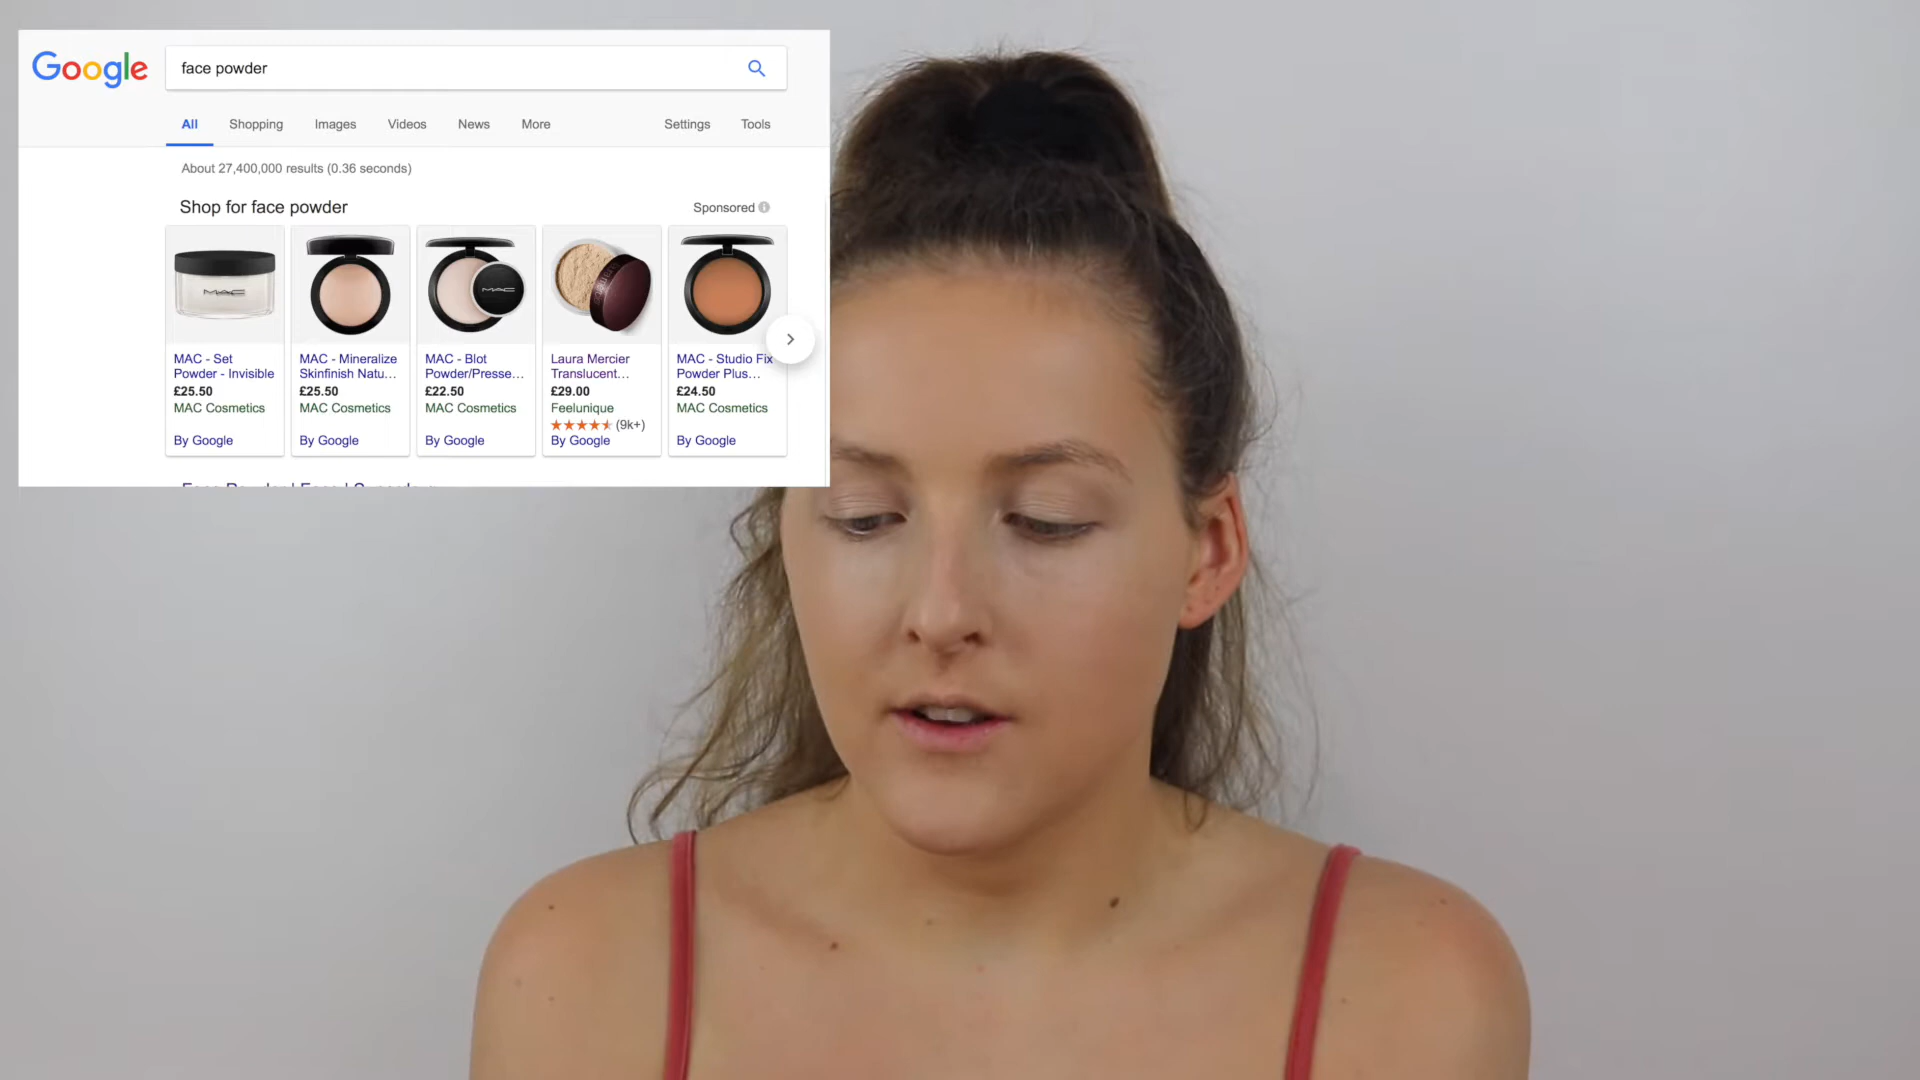 Google
face powder
All Shopping Images Videos News More Settings Tools
About 27,400,000 results (0.36 seconds)
Shop for face powder
Sponsored
MAC
MAC
MAC - Set
Powder - Invisible
£25.50
MAC Cosmetics
By Google
MAC - Mineralize
Skinfinish Natu...
£25.50
MAC Cosmetics
By Google
MAC - Blot
Powder/Presse...
£22.50
MAC Cosmetics
By Google
Laura Mercier
Translucent...
£29.00
Feelunique
(9k+)
By Google
MAC - Studio Fix
Powder Plus...
£24.50
MAC Cosmetics
By Google